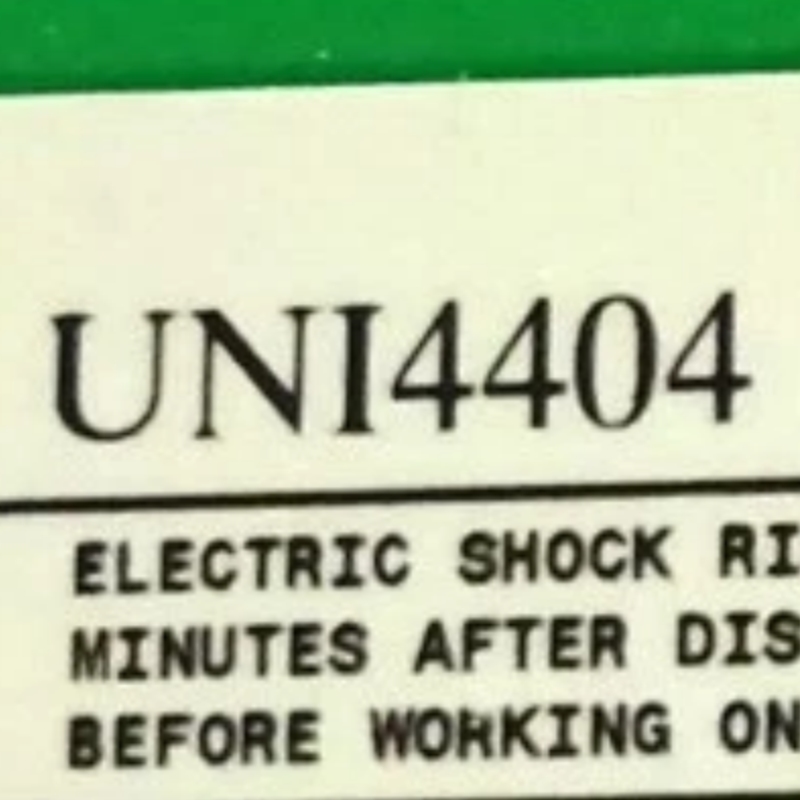 UNI4404
ELECTRIC SHOCK RI
MINUTES AFTER DIS
BEFORE WORKING ON